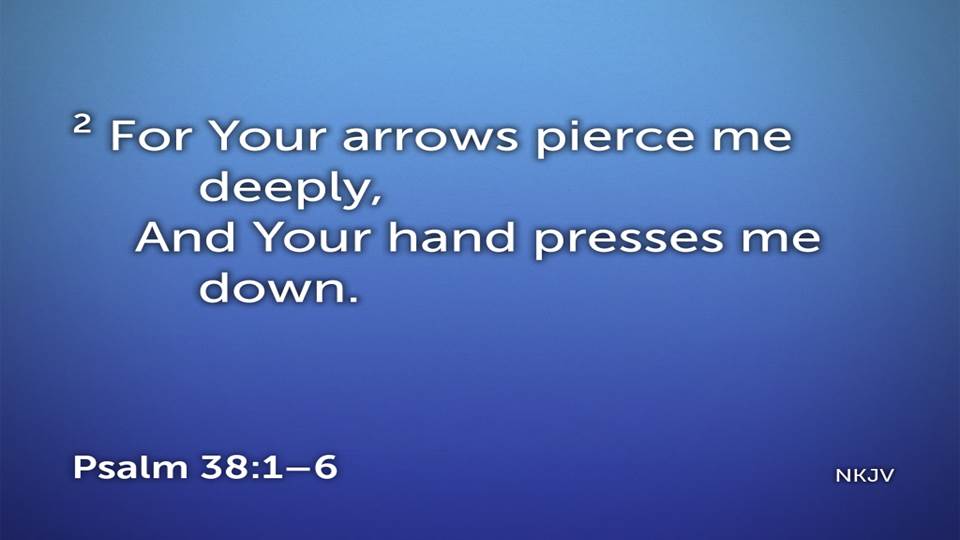 ² For Your arrows pierce me
deeply,
And Your hand presses me
down.
Psalm 38:1–6
NKJV